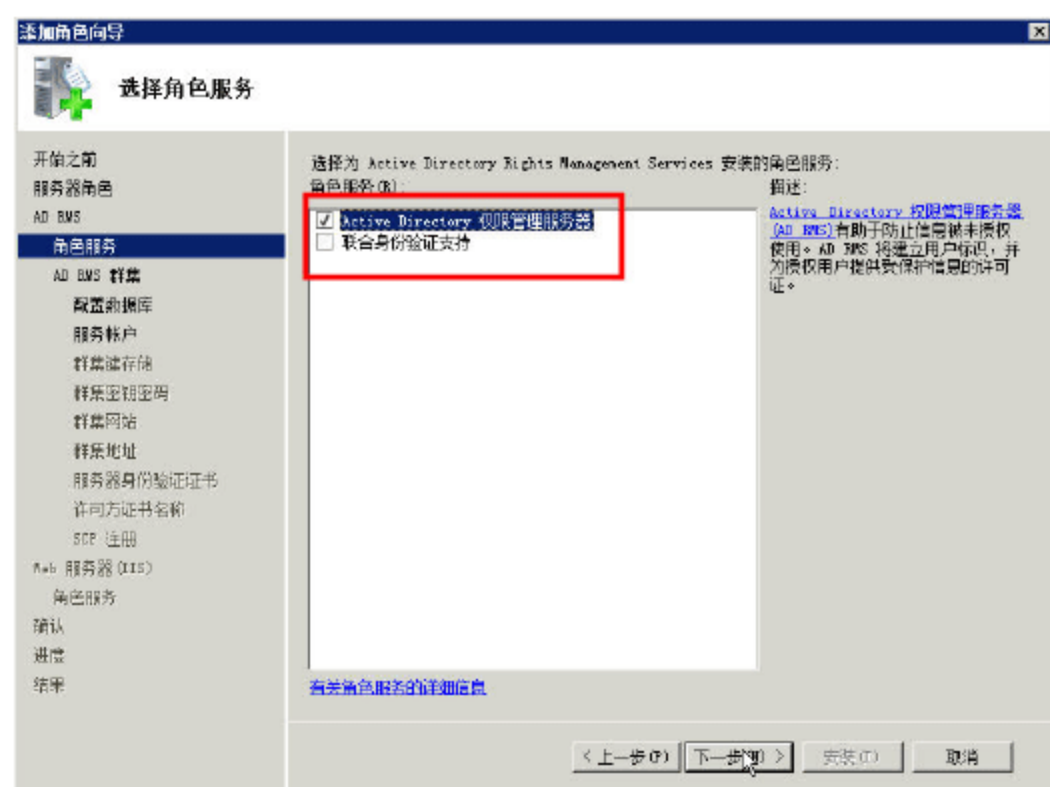 添加角色向导
选择角色服务
开始之前
服务器角色
AD RMS
角色服务
AD RMS 群集
配置数据库
服务帐户
群集键存储
群集密钥密码
群集网站
群集地址
服务器身份验证证书
许可方证书名称
SCP 注册
Web 服务器(IIS)
角色服务
确认
进度
结果
选择为 Active Directory Rights Management Services 安装的角色服务:
角色服务(R):
Active Directory 权限管理服务器
联合身份验证支持
有关角色服务的详细信息
描述:
Active Directory 权限管理服务器
(AD RMS)有助于防止信息被未授权
使用。AD RMS 将建立用户标识，并
为授权用户提供受保护信息的许可
证。
< 上一步(P)
下一步(N) >
安装(I)
取消